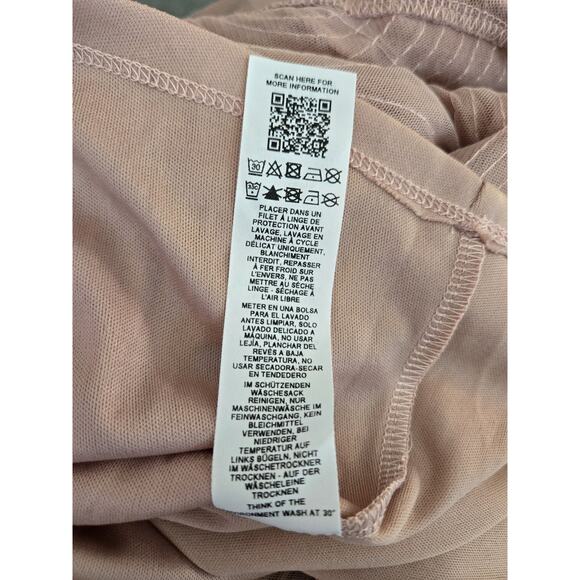 SCAN HERE FOR
MORE INFORMATION
30
30
PLACER DANS UN
FILET À LINGE DE
PROTECTION AVANT
LAVAGE, LAVAGE EN
MACHINE À CYCLE
DÉLICAT UNIQUEMENT,
BLANCHIMENT
INTERDIT, REPASSER
À FER FROID SUR
L'ENVERS, NE PAS
METTRE AU SÈCHE
LINGE - SÉCHAGE À
L'AIR LIBRE
METER EN UNA BOLSA
PARA EL LAVADO
ANTES LIMPIAR, SOLO
LAVADO DELICADO A
MÁQUINA, NO USAR
LEJÍA, PLANCHAR DEL
REVÉS A BAJA
TEMPERATURA, NO
USAR SECADORA-SECAR
EN TENDEDERO
IM SCHÜTZENDEN
WÄSCHESACK
REINIGEN, NUR
MASCHINENWÄSCHE IM
FEINWASCHGANG, KEIN
BLEICHMITTEL
VERWENDEN, BEI
NIEDRIGER
TEMPERATUR AUF
LINKS BÜGELN, NICHT
IM WÄSCHETROCKNER
TROCKNEN - AUF DER
WÄSCHELEINE
TROCKNEN
THINK OF THE
WASH AT 30°